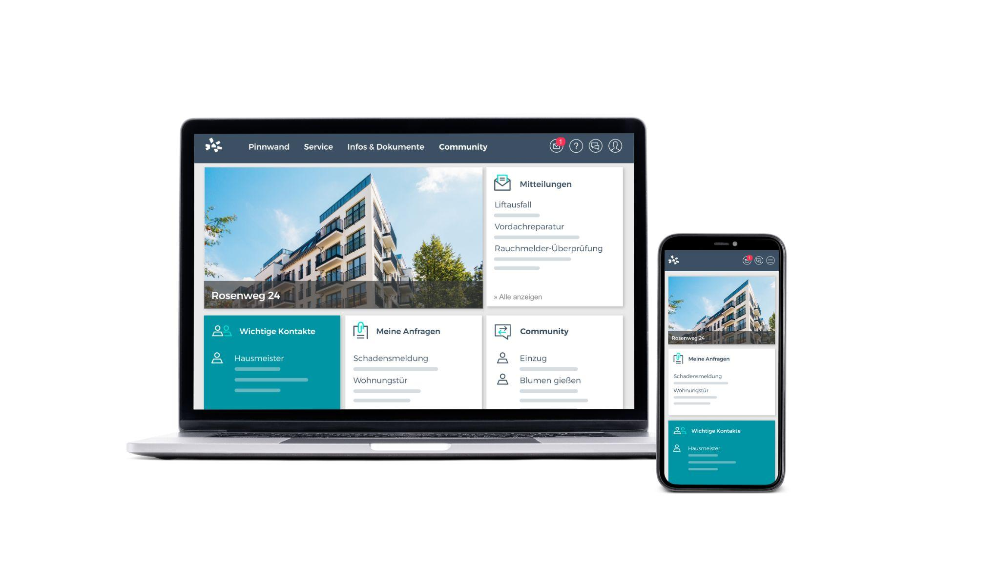 Pinnwand Service Infos & Dokumente Community
1
?
Rosenweg 24
Mitteilungen
Liftausfall
Vordachreparatur
Rauchmelder-Überprüfung
» Alle anzeigen
Wichtige Kontakte
Hausmeister
Meine Anfragen
Schadensmeldung
Wohnungstür
Community
Einzug
Blumen gießen
1
Rosenweg 24
Meine Anfragen
Schadensmeldung
Wohnungstür
Wichtige Kontakte
Hausmeister